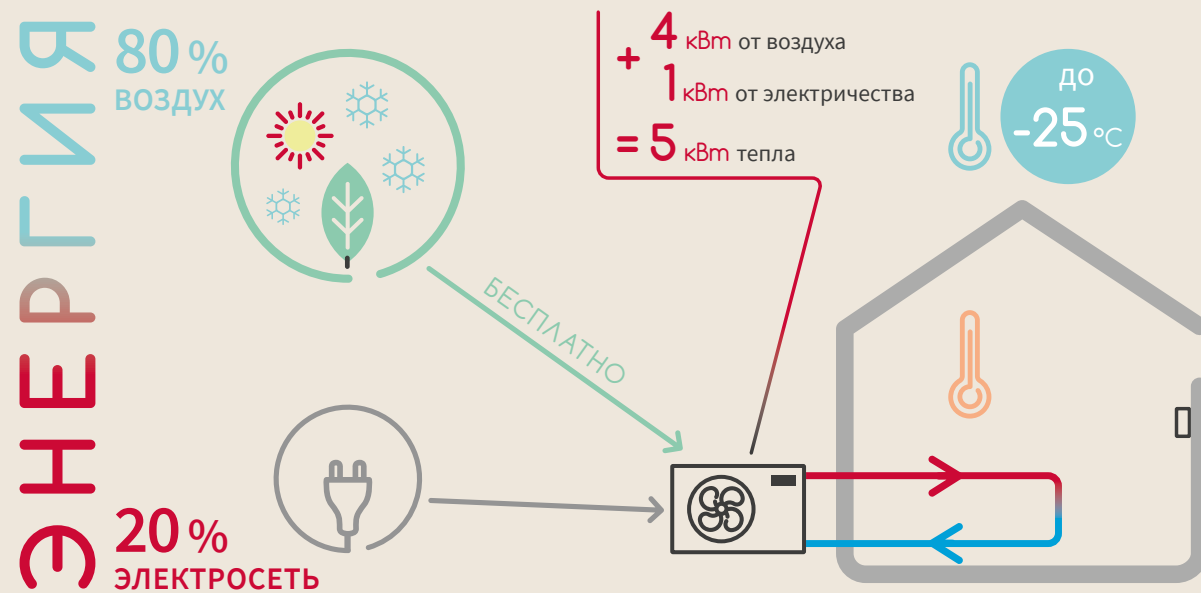 ЭНЕРГИЯ
80 %
ВОЗДУХ
+ 4 кВт от воздуха
1 кВт от электричества
= 5 кВт тепла
до
-25 °C
БЕСПЛАТНО
20 %
ЭЛЕКТРОСЕТЬ